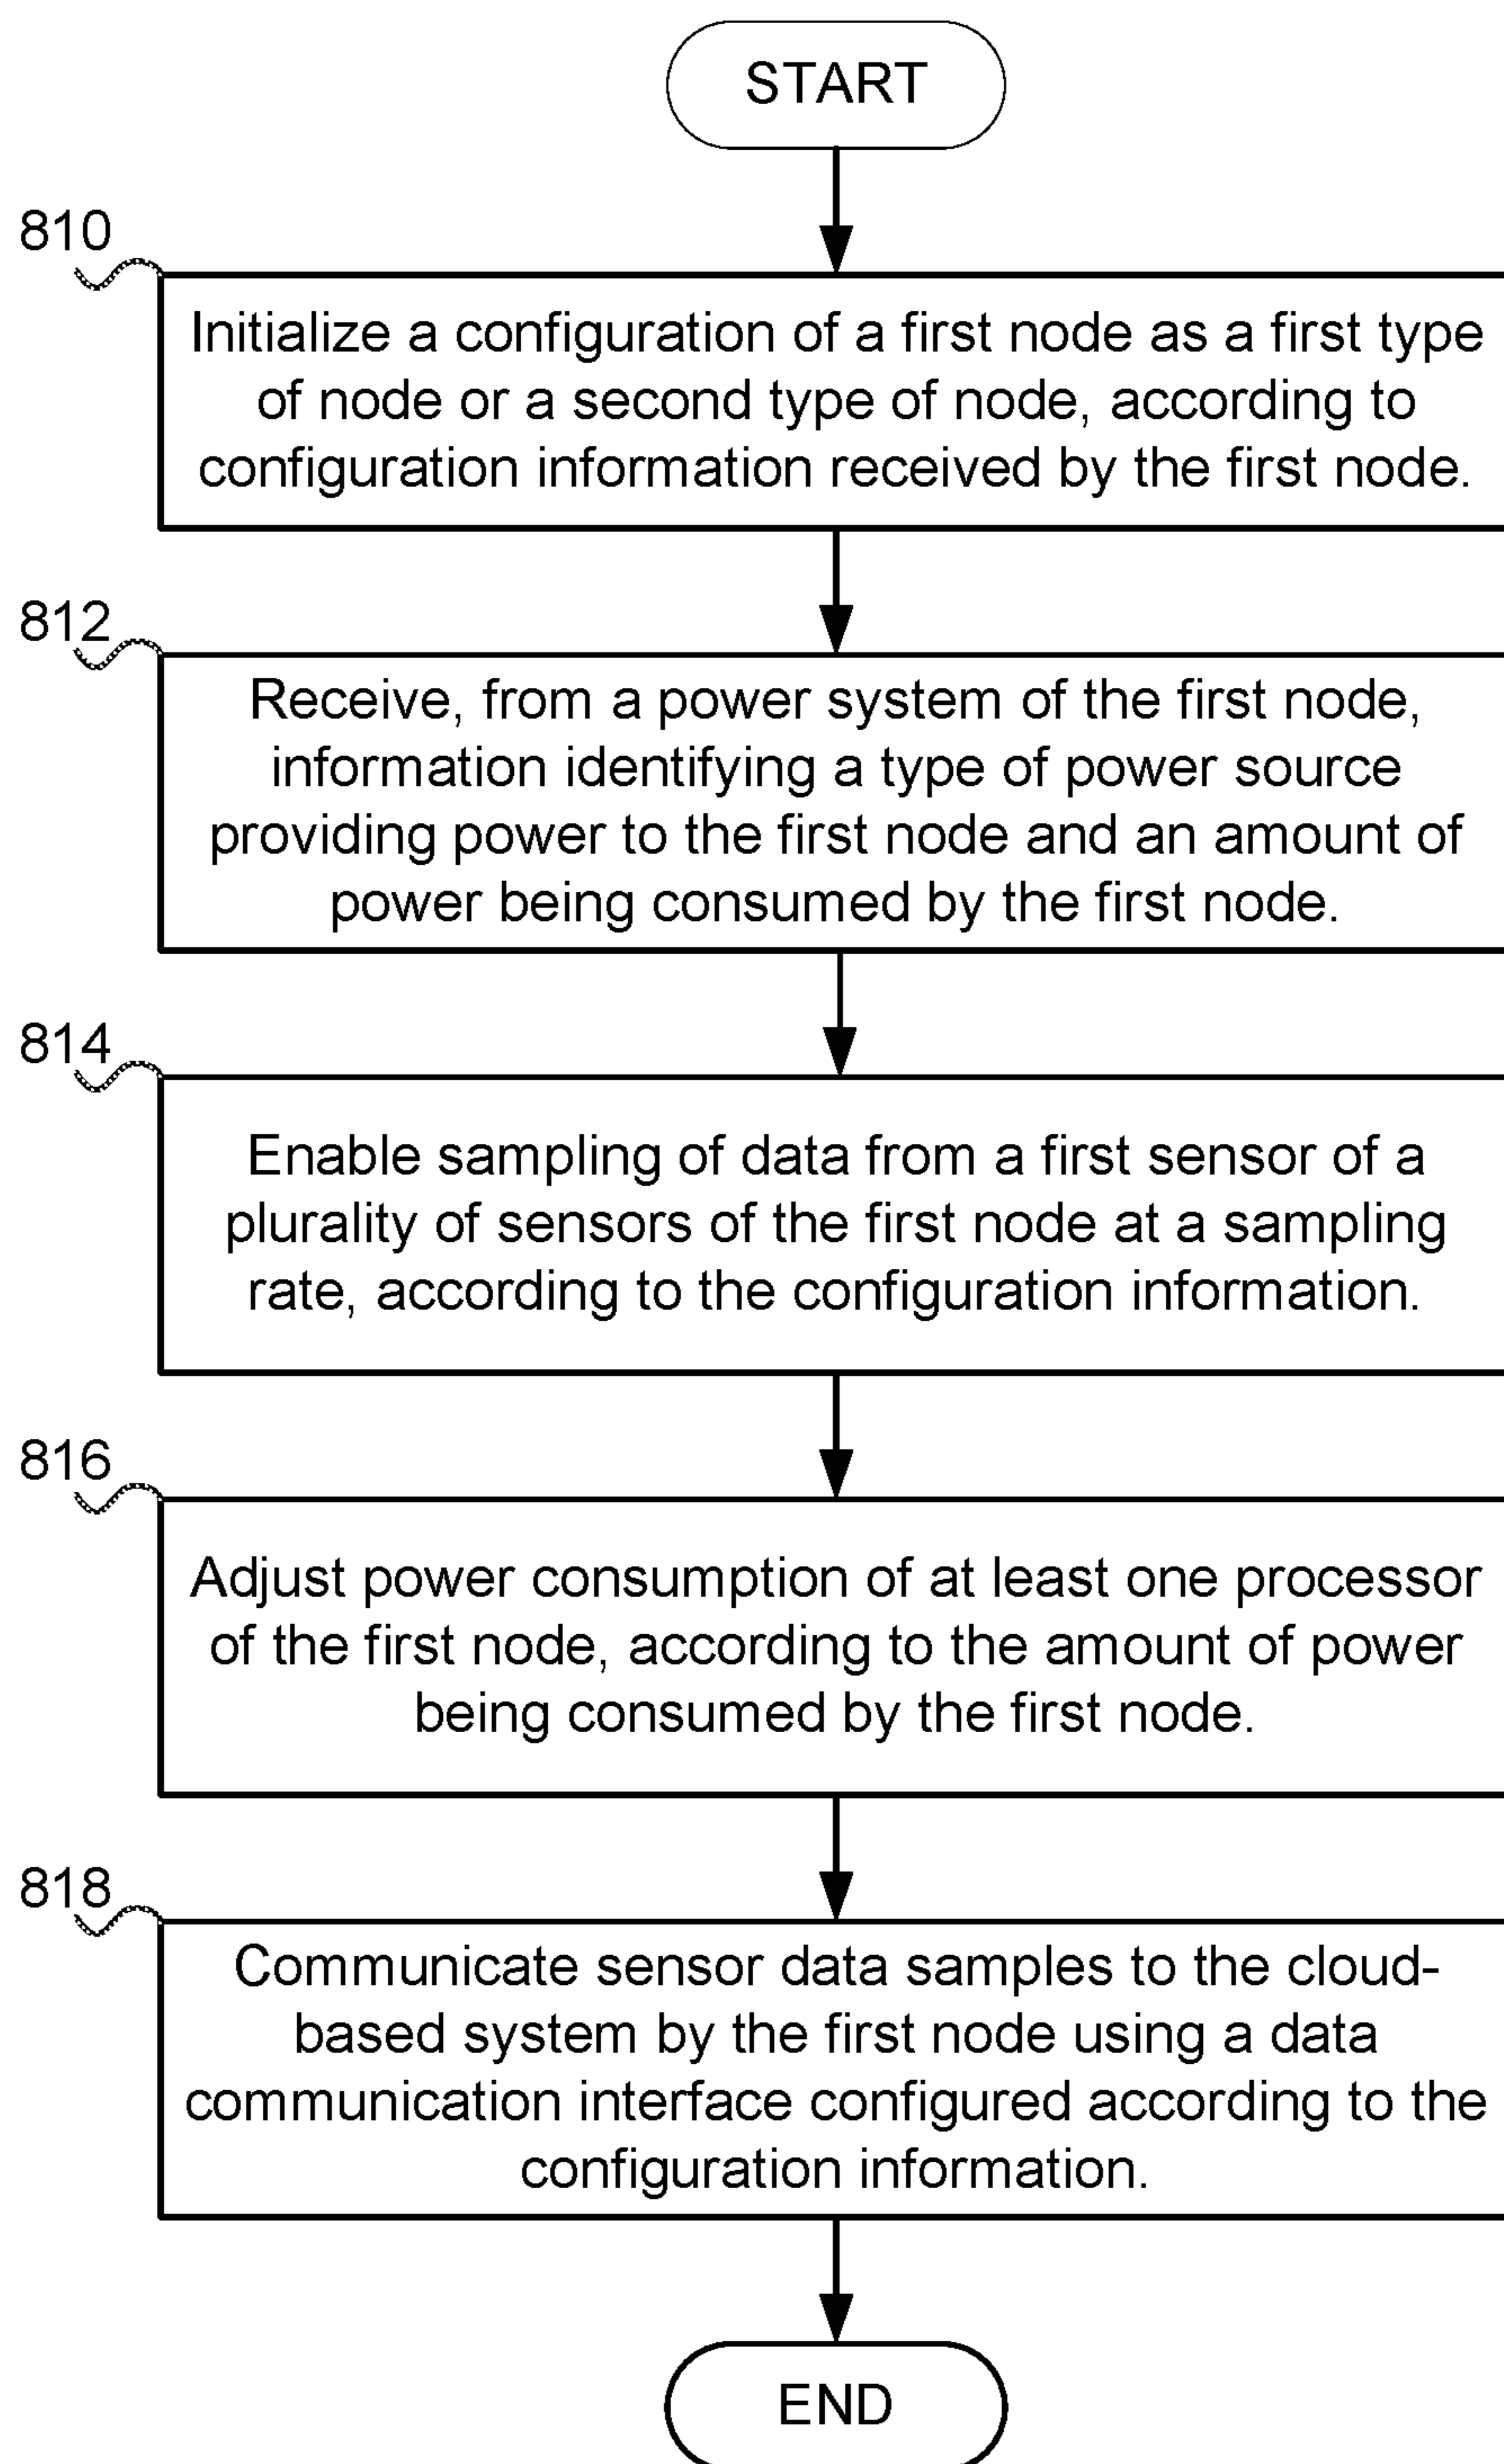 START
810
Initialize a configuration of a first node as a first type
of node or a second type of node, according to
configuration information received by the first node.
812
Receive, from a power system of the first node,
information identifying a type of power source
providing power to the first node and an amount of
power being consumed by the first node.
814
Enable sampling of data from a first sensor of a
plurality of sensors of the first node at a sampling
rate, according to the configuration information.
816
Adjust power consumption of at least one processor
of the first node, according to the amount of power
being consumed by the first node.
818
Communicate sensor data samples to the cloud-
based system by the first node using a data
communication interface configured according to the
configuration information.
END